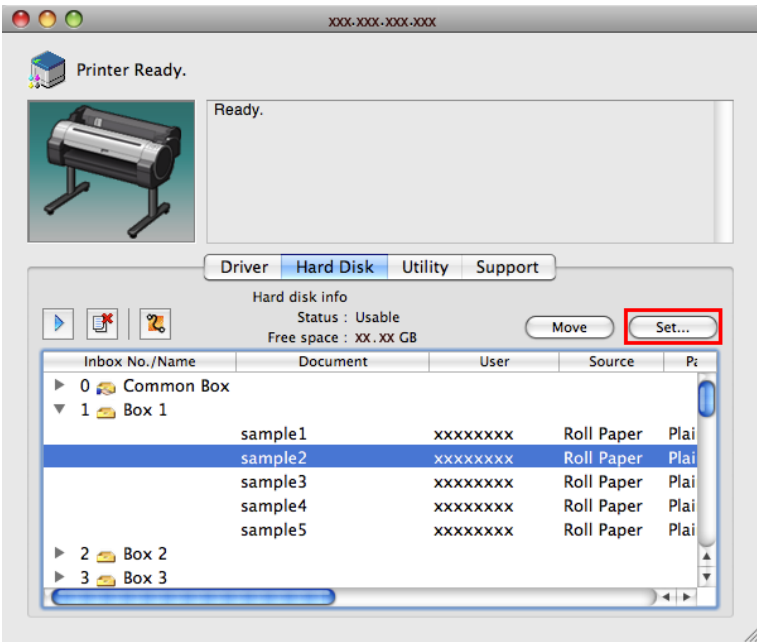 xxx.xxx.xxx.xxx
Printer Ready.
Ready.
Driver Hard Disk Utility Support
Hard disk info
Status : Usable
Free space : XX.XX GB
Move Set...
Inbox No./Name Document User Source Pa
0 Common Box
1 Box 1
sample1 xxxxxxxx Roll Paper Plai
sample2 xxxxxxxx Roll Paper Plai
sample3 xxxxxxxx Roll Paper Plai
sample4 xxxxxxxx Roll Paper Plai
sample5 xxxxxxxx Roll Paper Plai
2 Box 2
3 Box 3